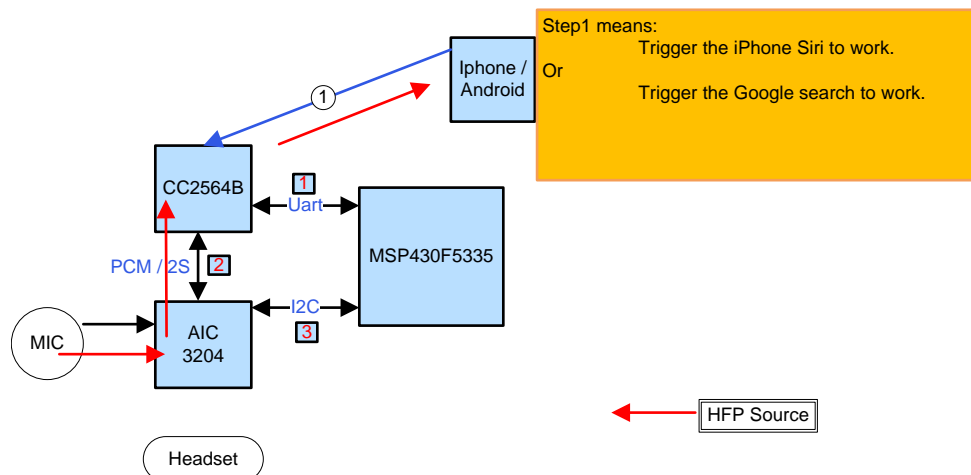 Step1 means:
Trigger the iPhone Siri to work.
Or
Trigger the Google search to work.
Iphone /
Android
1
CC2564B
1
Uart
MSP430F5335
PCM / 2S
2
I2C
3
AIC
3204
MIC
HFP Source
Headset